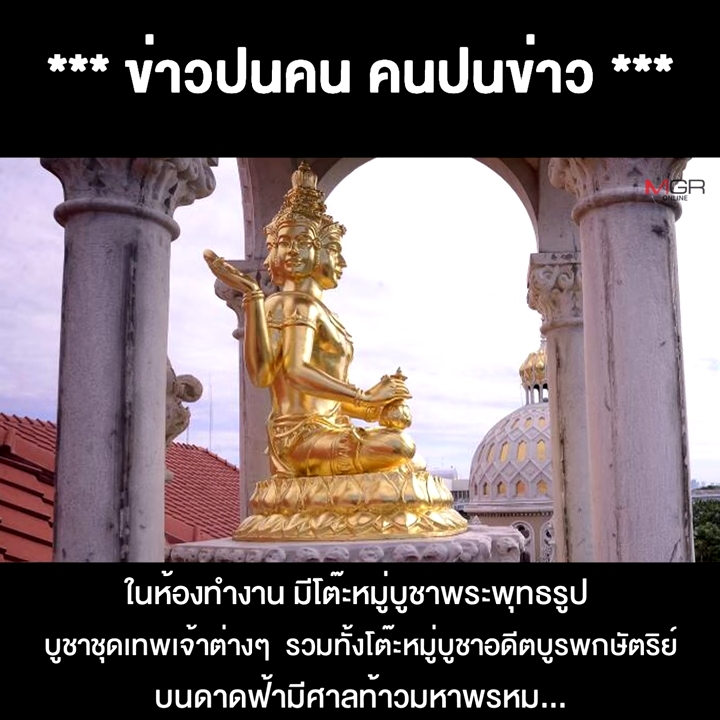 *** ข่าวปนคน คนปนข่าว ***
MGR
ONLINE
ในห้องทำงาน มีโต๊ะหมู่บูชาพระพุทธรูป
บูชาชุดเทพเจ้าต่างๆ รวมทั้งโต๊ะหมู่บูชาอดีตบูรพกษัตริย์
บนดาดฟ้ามีศาลท้าวมหาพรหม...